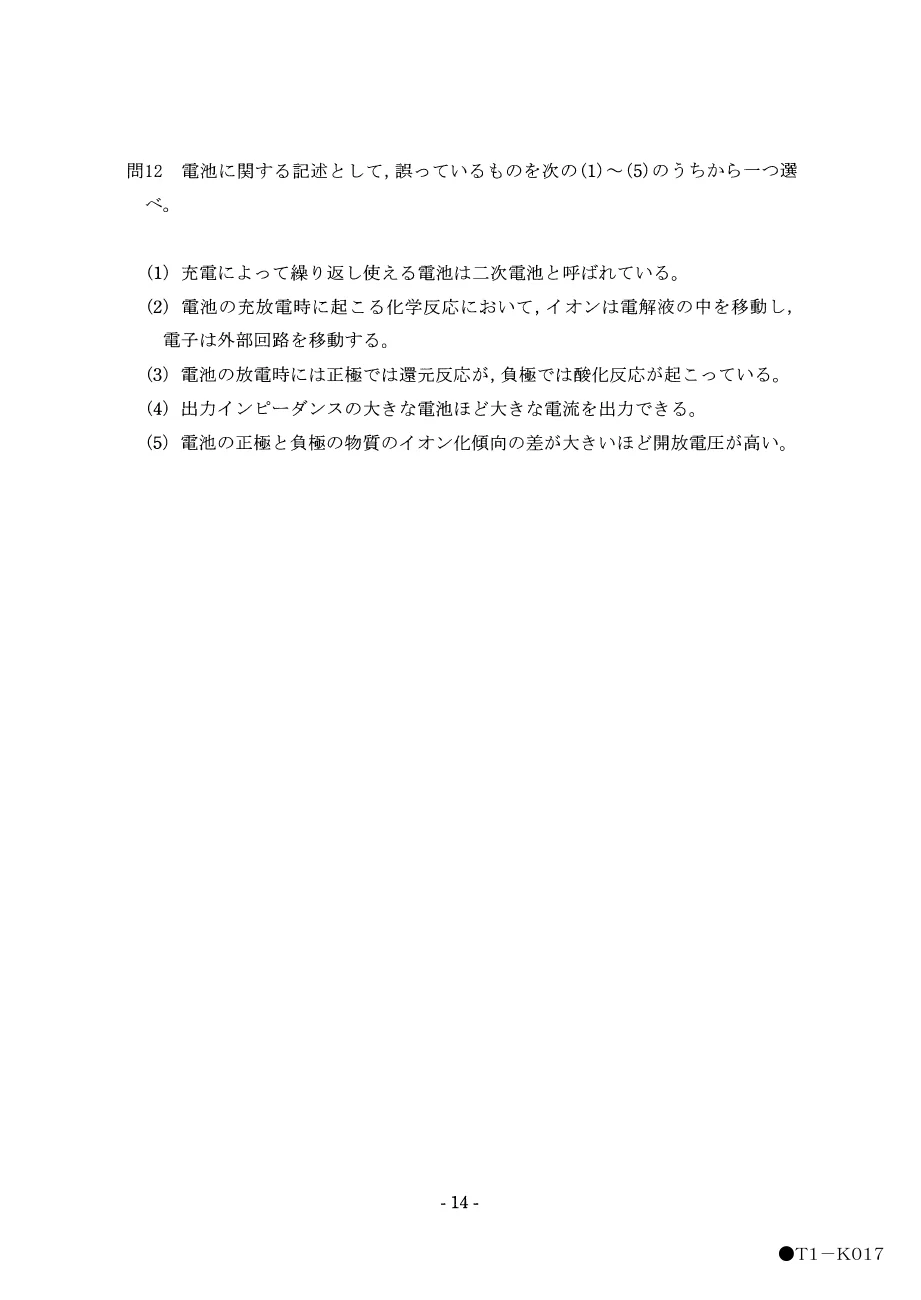 問12 電池に関する記述として,誤っているものを次の(1)～(5)のうちから一つ選
べ。
(1) 充電によって繰り返し使える電池は二次電池と呼ばれている。
(2) 電池の充放電時に起こる化学反応において,イオンは電解液の中を移動し,
電子は外部回路を移動する。
(3) 電池の放電時には正極では還元反応が,負極では酸化反応が起こっている。
(4) 出力インピーダンスの大きな電池ほど大きな電流を出力できる。
(5) 電池の正極と負極の物質のイオン化傾向の差が大きいほど開放電圧が高い。
- 14 -
●T1－K017